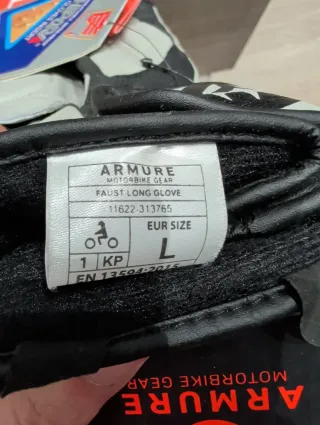 ARMURE
MOTORBIKE GEAR
FAUST LONG GLOVE
11622-313765
EUR SIZE
L
1 KP
EN 13594:2015
ARMURE
MOTORBIKE GEAR